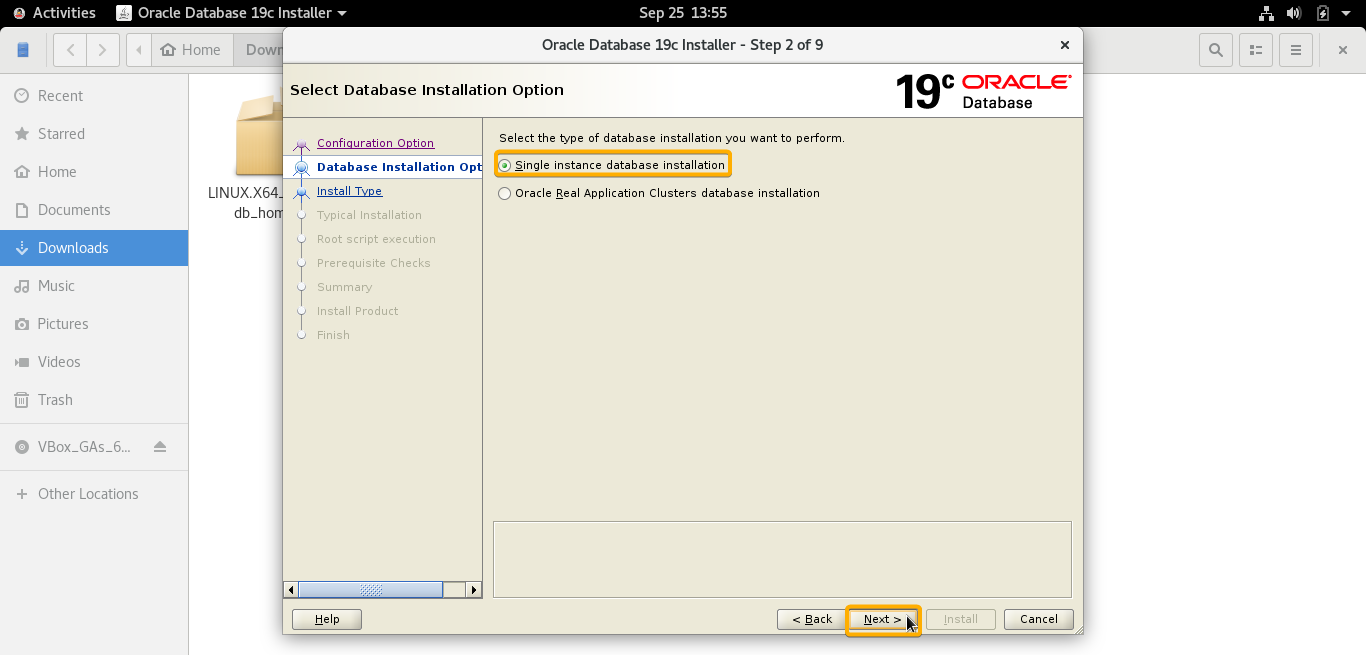 Activities
Oracle Database 19c Installer
Sep 25 13:55
Home
Down
Recent
Starred
Home
Documents
Downloads
Music
Pictures
Videos
Trash
VBox_GAs_6...
Other Locations
LINUX.X64_
db_hom
Oracle Database 19c Installer - Step 2 of 9
Select Database Installation Option
19c ORACLE
Database
Configuration Option
Database Installation Opt
Install Type
Typical Installation
Root script execution
Prerequisite Checks
Summary
Install Product
Finish
Select the type of database installation you want to perform.
Single instance database installation
Oracle Real Application Clusters database installation
Help
< Back
Next >
Install
Cancel